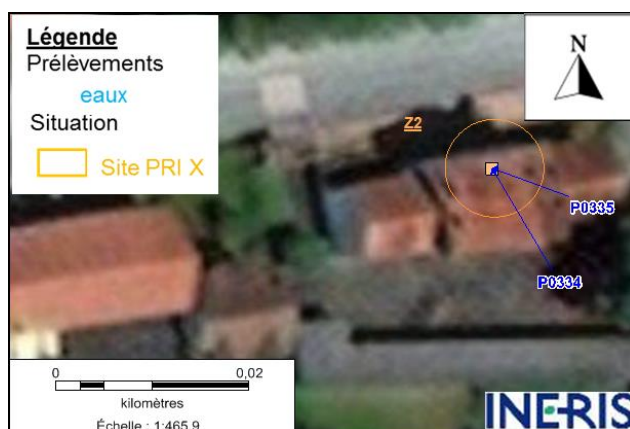 Légende
Prélèvements
eaux
Situation
Site PRI X
N
Z2
P0335
P0334
0 0,02
kilomètres
Échelle : 1:465,9
INERIS